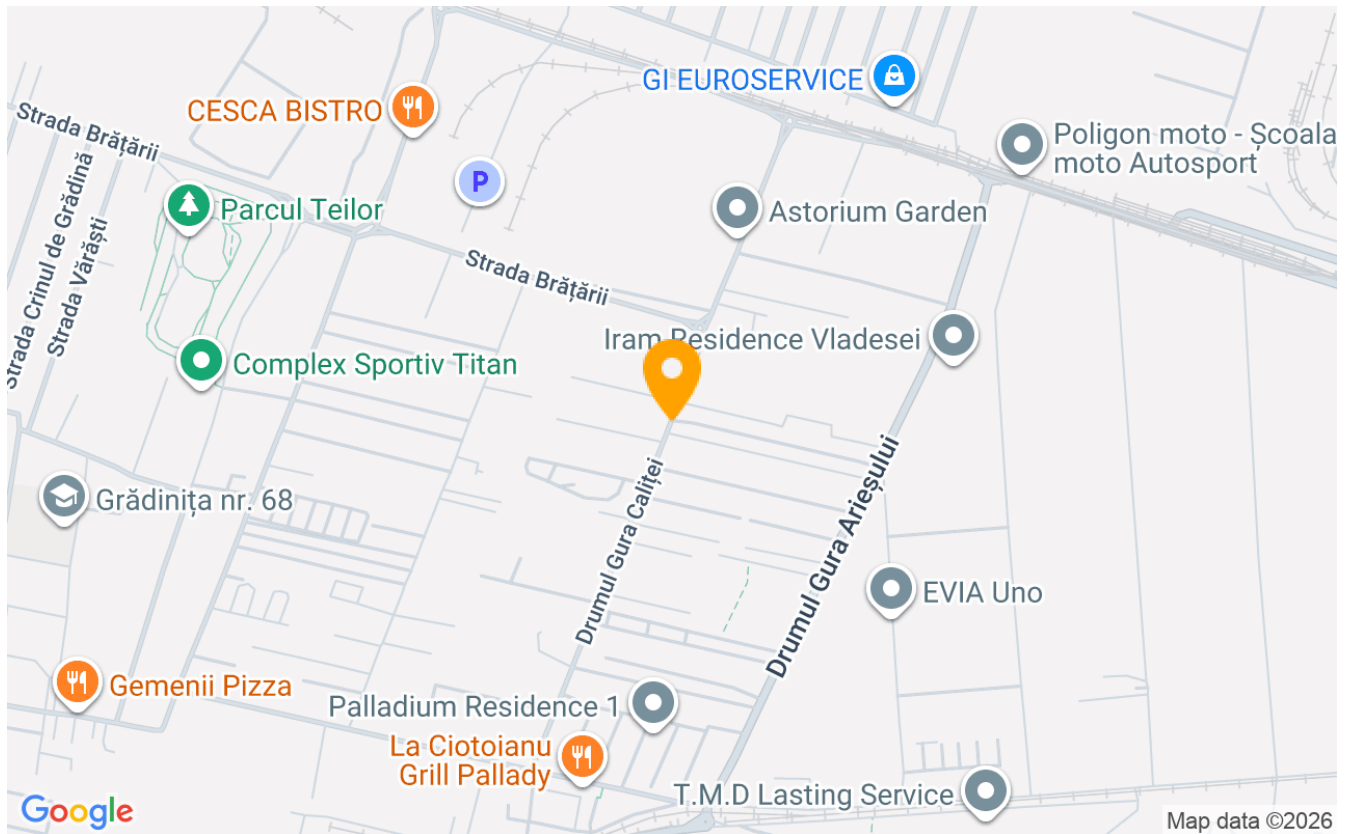 GI EUROSERVICE
CESCA BISTRO
Strada Brățării
Poligon moto - Școala
moto Autosport
P
Strada Crinul de Grădină
Strada Vărăști
Parcul Teilor
Astorium Garden
Strada Brățării
Iram Residence Vladesei
Complex Sportiv Titan
Drumul Gura Caliței
Drumul Gura Arieșului
Grădinița nr. 68
EVIA Uno
Gemenii Pizza
Palladium Residence 1
La Ciotoianu
Grill Pallady
T.M.D Lasting Service
Google
Map data ©2026